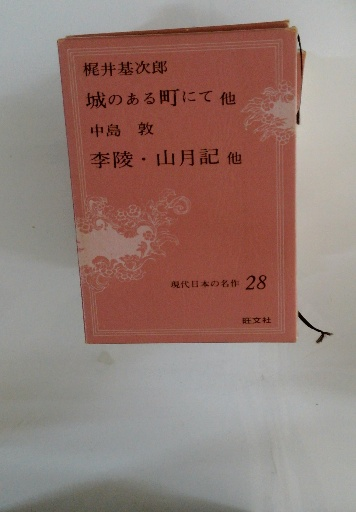 梶井基次郎
城のある町にて 他
中島 敦
李陵・山月記 他
現代日本の名作 28
旺文社